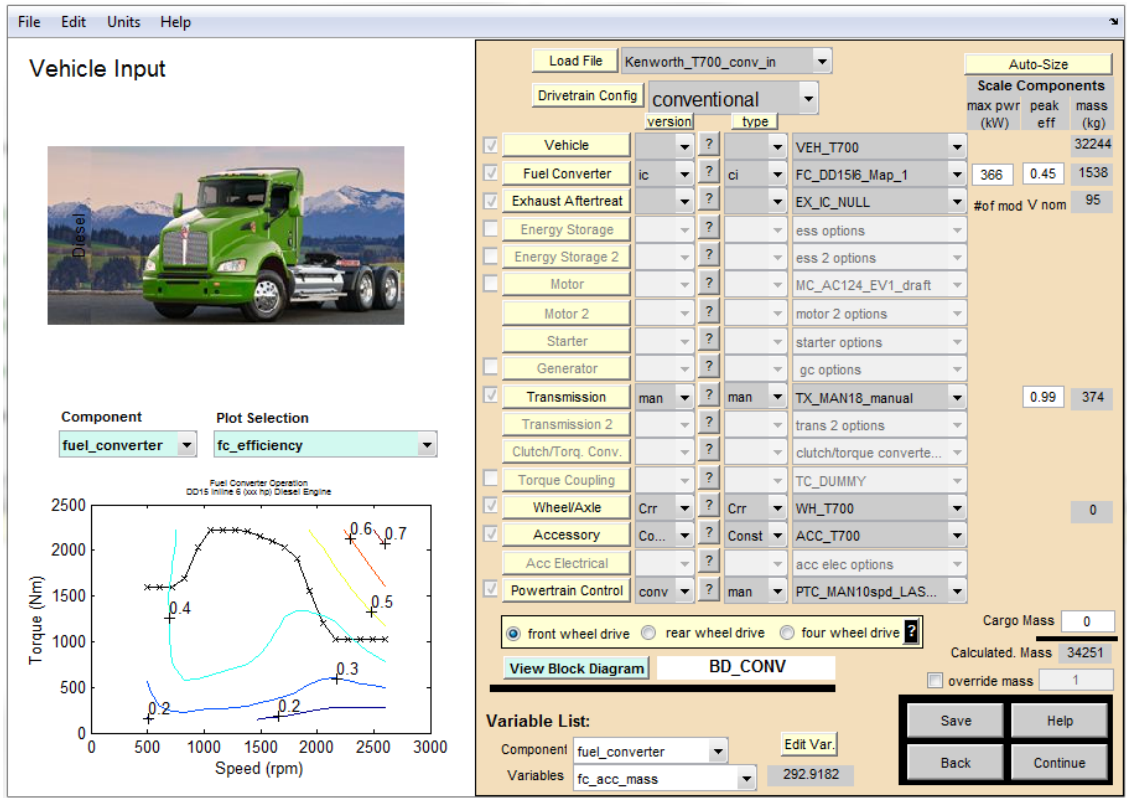 File Edit Units Help
Vehicle Input
Diesel
Component Plot Selection
fuel_converter fc_efficiency
Fuel Converter Operation
DD15 Inline 6 (xxx hp) Diesel Engine
Torque (Nm)
2500
2000
1500
1000
500
0
0.6 0.7
0.5
0.4
0.3
0.2 0.2
0 500 1000 1500 2000 2500 3000
Speed (rpm)
Load File Kenworth_T700_conv_in
Drivetrain Config conventional
version type
Auto-Size
Scale Components
max pwr peak mass
(kW) eff (kg)
Vehicle ? VEH_T700 32244
Fuel Converter ic ? ci FC_DD15I6_Map_1 366 0.45 1538
Exhaust Aftertreat ? EX_IC_NULL #of mod V nom 95
Energy Storage ? ess options
Energy Storage 2 ? ess 2 options
Motor ? MC_AC124_EV1_draft
Motor 2 ? motor 2 options
Starter ? starter options
Generator ? gc options
Transmission man ? man TX_MAN18_manual 0.99 374
Transmission 2 ? trans 2 options
Clutch/Torq. Conv. ? clutch/torque converte...
Torque Coupling ? TC_DUMMY
Wheel/Axle Crr ? Crr WH_T700 0
Accessory Co... ? Const ACC_T700
Acc Electrical ? acc elec options
Powertrain Control conv ? man PTC_MAN10spd_LAS...
front wheel drive rear wheel drive four wheel drive ?
Cargo Mass 0
Calculated. Mass 34251
override mass 1
View Block Diagram BD_CONV
Variable List:
Component fuel_converter Edit Var.
Variables fc_acc_mass 292.9182
Save Help
Back Continue